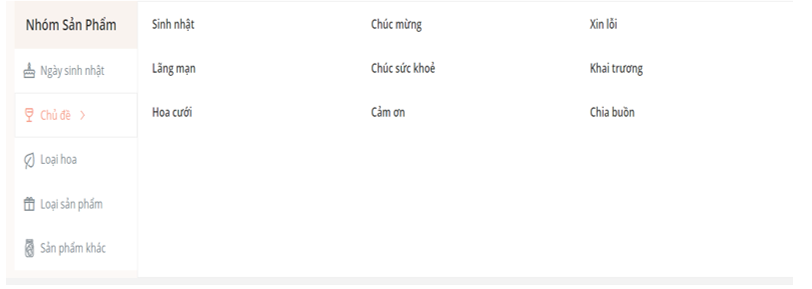 Nhóm Sản Phẩm
Ngày sinh nhật
Chủ đề
Loại hoa
Loại sản phẩm
Sản phẩm khác
Sinh nhật Chúc mừng Xin lỗi
Lãng mạn Chúc sức khoẻ Khai trương
Hoa cưới Cảm ơn Chia buồn